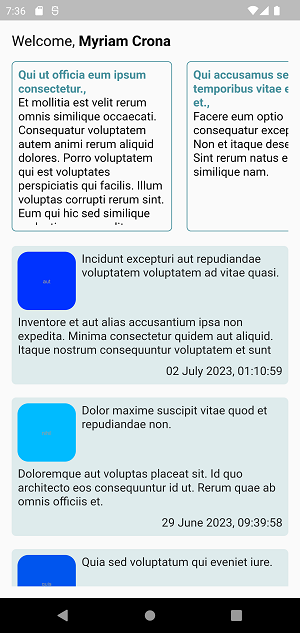 7:36
Welcome, Myriam Crona
Qui ut officia eum ipsum
consectetur.,
Et mollitia est velit rerum
omnis similique occaecati.
Consequatur voluptatem
autem animi rerum aliquid
dolores. Porro voluptatem
qui est voluptates
perspiciatis qui facilis. Illum
voluptas corrupti rerum sint.
Eum qui hic sed similique
Qui accusamus se
temporibus vitae e
et.,
Facere eum optio
consequatur excep
Non et itaque dese
Sint rerum natus e
similique nam.
aut
Incidunt excepturi aut repudiandae
voluptatem voluptatem ad vitae quasi.
Inventore et aut alias accusantium ipsa non
expedita. Minima consectetur quidem aut aliquid.
Itaque nostrum consequuntur voluptatem et sunt
02 July 2023, 01:10:59
Dolor maxime suscipit vitae quod et
repudiandae non.
Doloremque aut voluptas placeat sit. Id quo
architecto eos consequuntur id ut. Rerum quae ab
omnis officiis et.
29 June 2023, 09:39:58
Quia sed voluptatum qui eveniet iure.